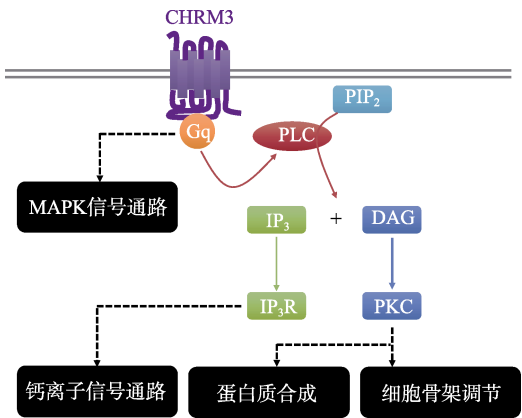 CHRM3
PIP₂
Gq
PLC
MAPK信号通路
IP₃ + DAG
IP₃R
PKC
钙离子信号通路
蛋白质合成
细胞骨架调节